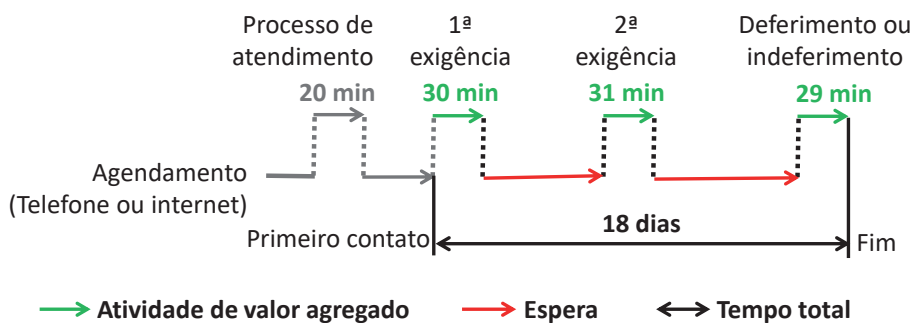 Processo de
atendimento
1ª
exigência
2ª
exigência
Deferimento ou
indeferimento
20 min
30 min
31 min
29 min
Agendamento
(Telefone ou internet)
18 dias
Primeiro contato
Fim
Atividade de valor agregado
Espera
Tempo total